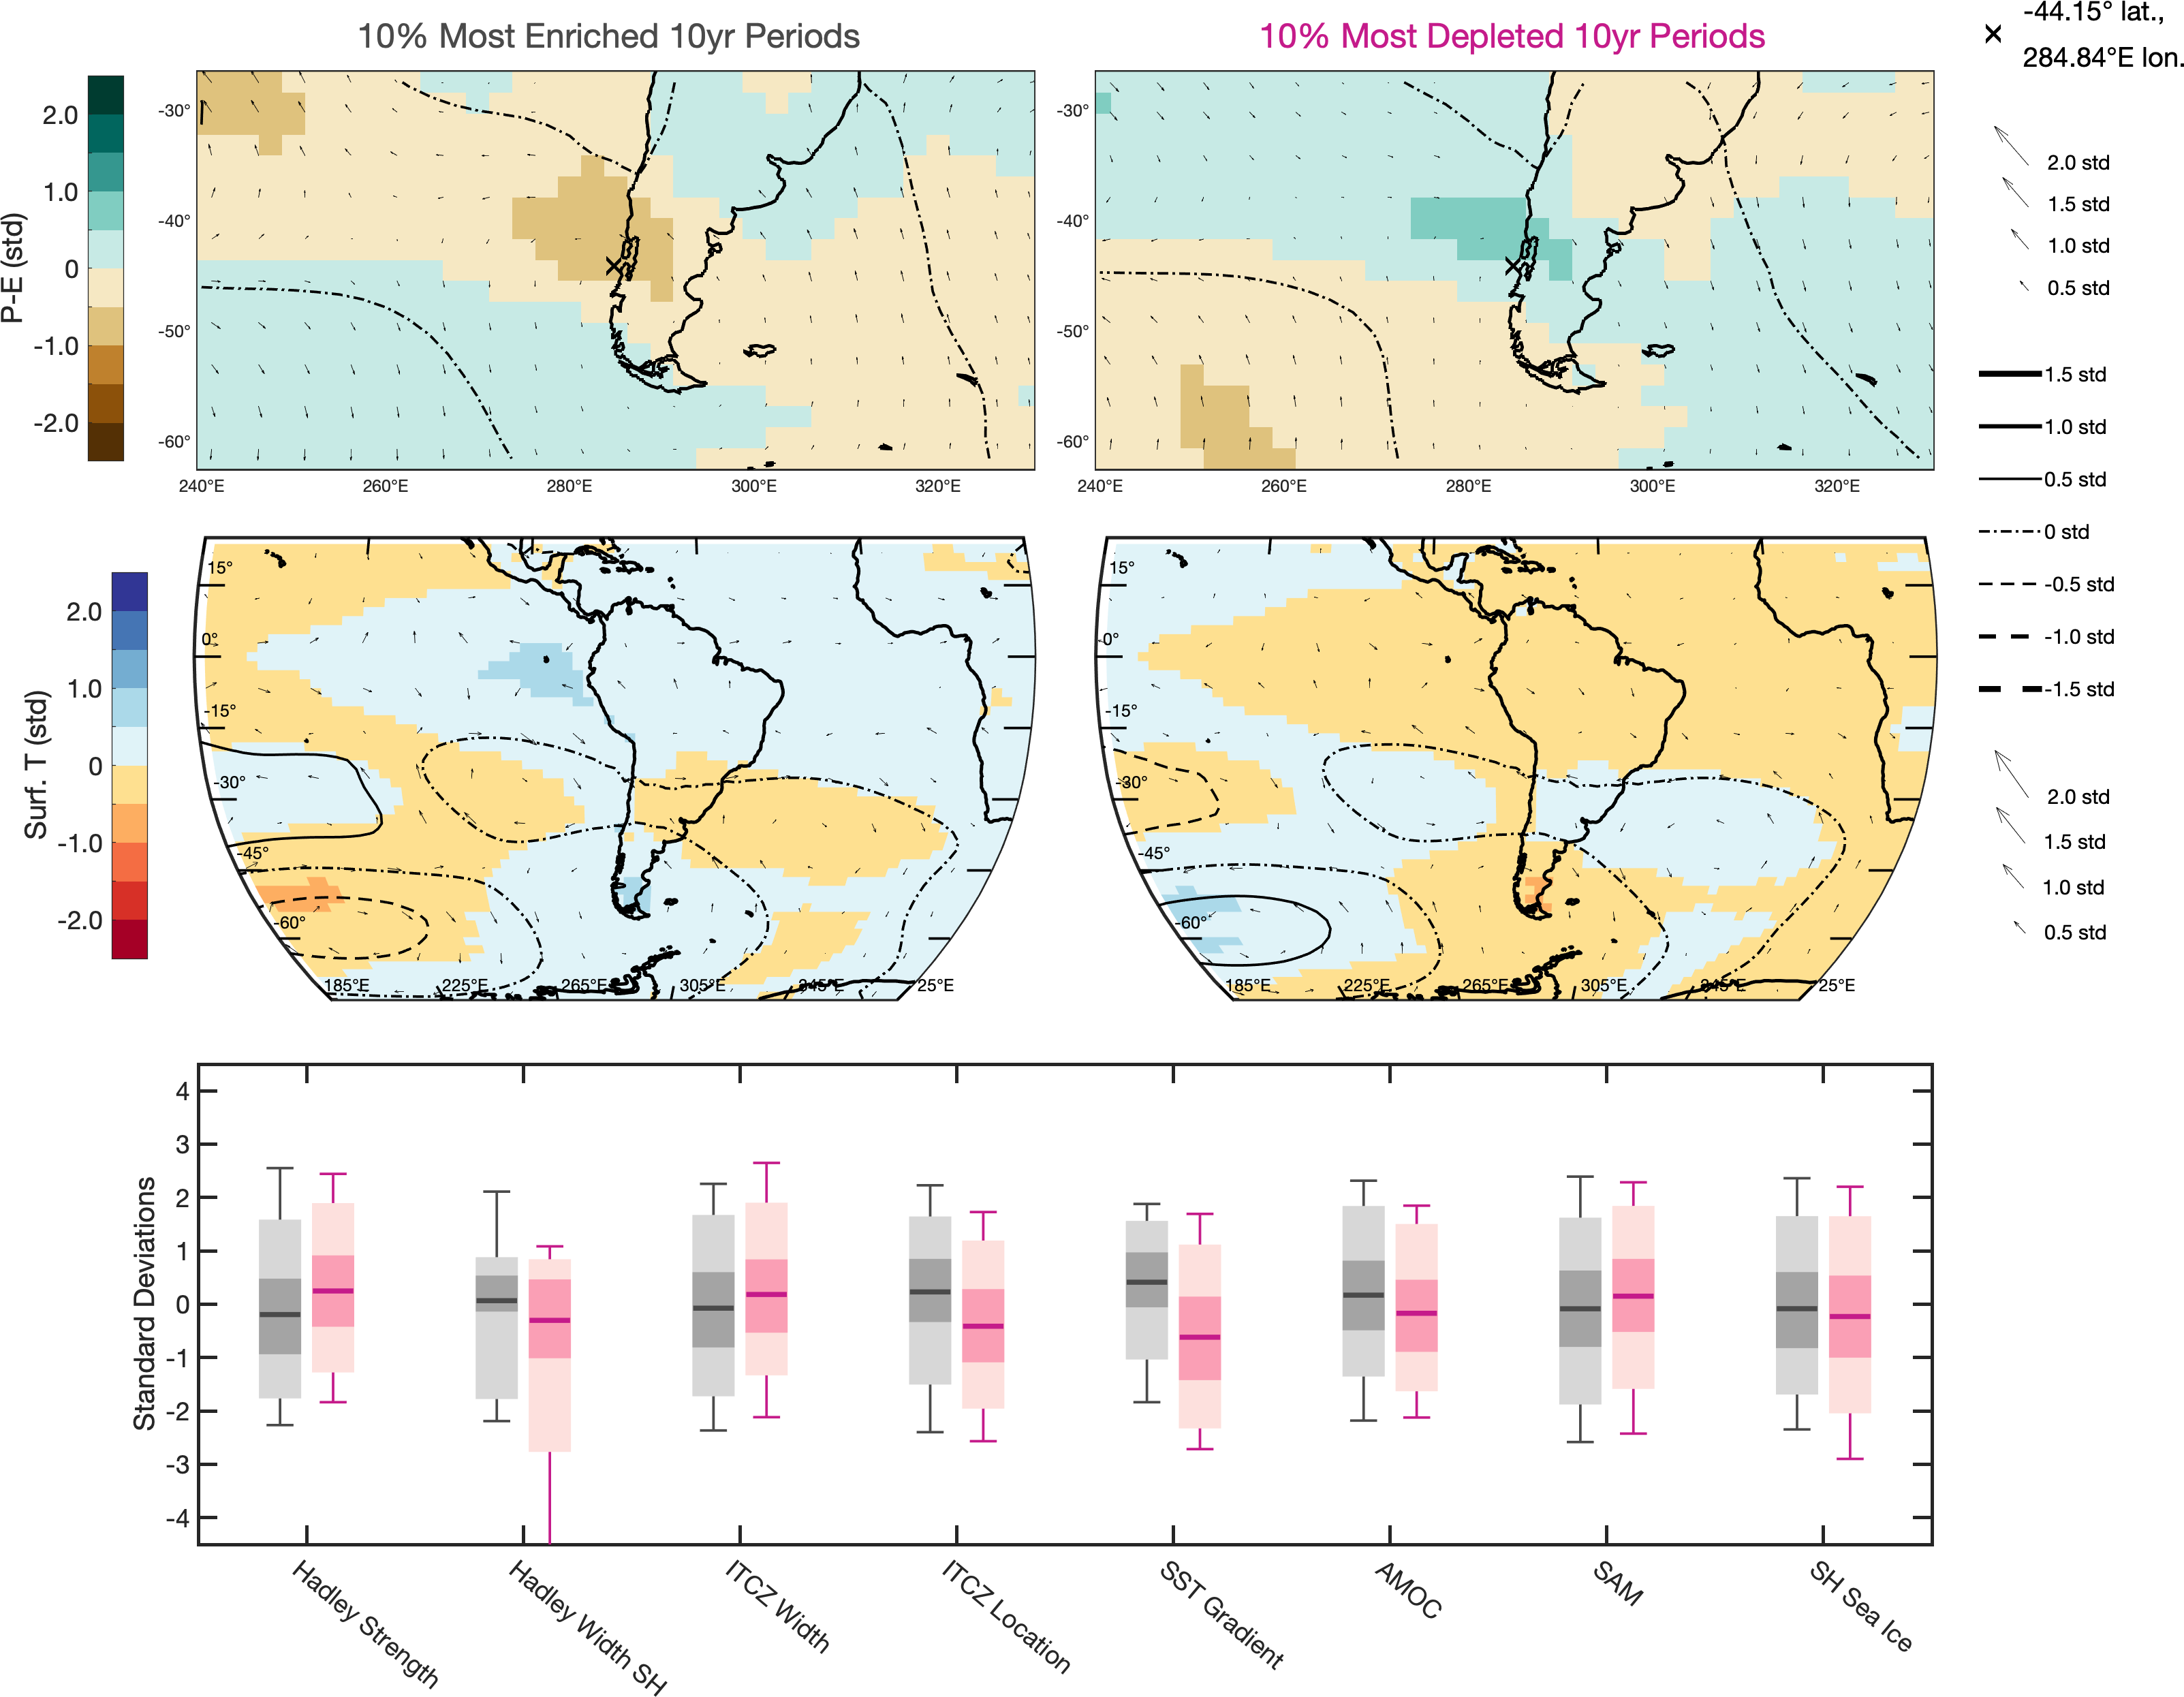 10% Most Enriched 10yr Periods
10% Most Depleted 10yr Periods
-44.15° lat.,
284.84°E lon.
P-E (std)
2.0
1.0
0
-1.0
-2.0
-30°
-40°
-50°
-60°
240°E 260°E 280°E 300°E 320°E
-30°
-40°
-50°
-60°
240°E 260°E 280°E 300°E 320°E
2.0 std
1.5 std
1.0 std
0.5 std
1.5 std
1.0 std
0.5 std
0 std
-0.5 std
-1.0 std
-1.5 std
2.0 std
1.5 std
1.0 std
0.5 std
Surf. T (std)
2.0
1.0
0
-1.0
-2.0
15°
0°
-15°
-30°
-45°
-60°
185°E 225°E 265°E 305°E 345°E 25°E
15°
0°
-15°
-30°
-45°
-60°
185°E 225°E 265°E 305°E 345°E 25°E
Standard Deviations
4
3
2
1
0
-1
-2
-3
-4
Hadley Strength
Hadley Width SH
ITCZ Width
ITCZ Location
SST Gradient
AMOC
SAM
SH Sea Ice